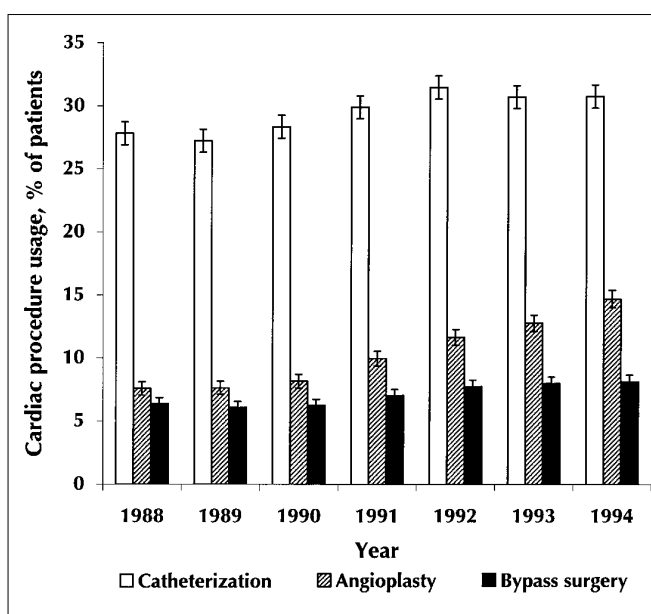 Cardiac procedure usage, % of patients
35
30
25
20
15
10
5
0
1988 1989 1990 1991 1992 1993 1994
Year
Catheterization Angioplasty Bypass surgery